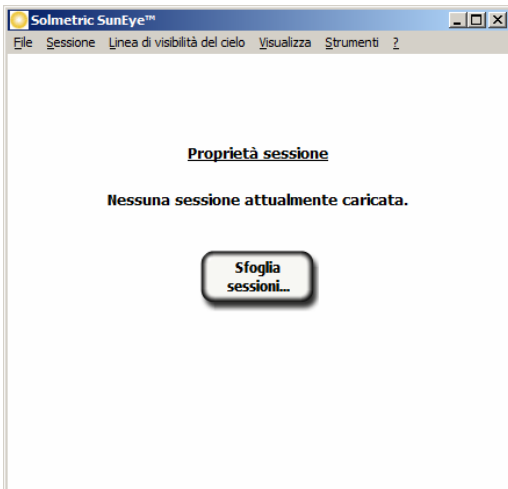 Solmetric SunEye™
File Sessione Linea di visibilità del cielo Visualizza Strumenti ?
Proprietà sessione
Nessuna sessione attualmente caricata.
Sfoglia
sessioni...